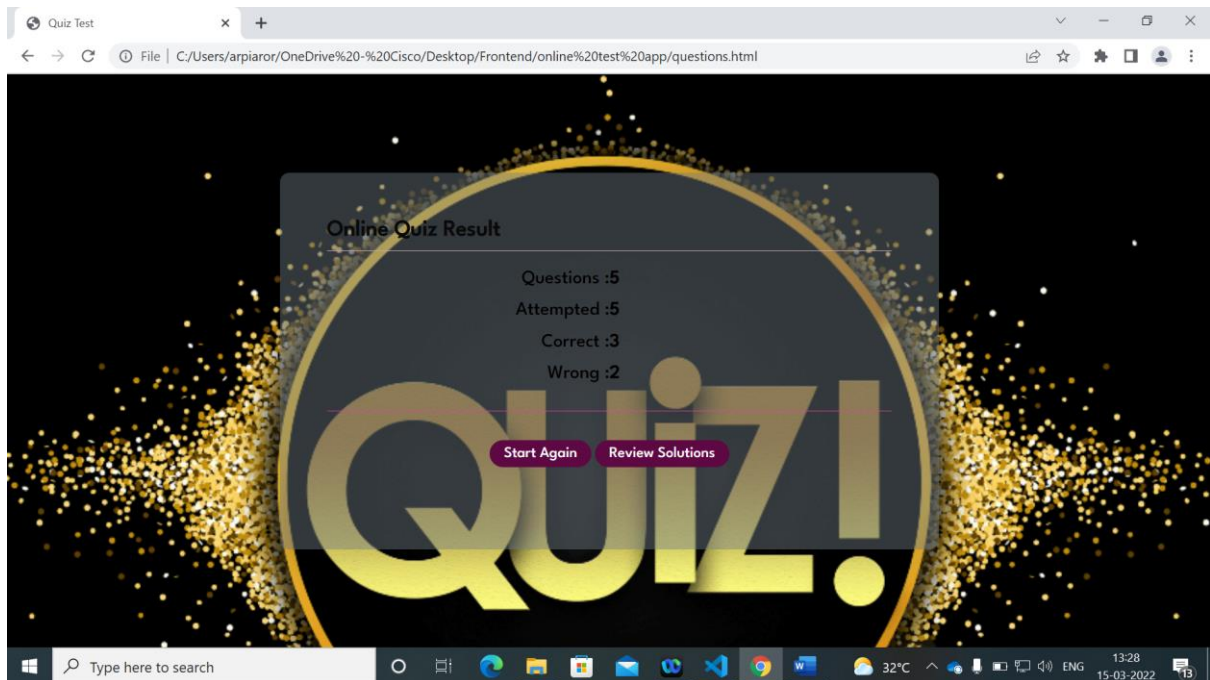 Quiz Test
File | C:/Users/arpiaror/OneDrive%20-%20Cisco/Desktop/Frontend/online%20test%20app/questions.html
Online Quiz Result
Questions :5
Attempted :5
Correct :3
Wrong :2
QUiZ!
Start Again Review Solutions
Type here to search
32°C ENG 13:28
15-03-2022
13